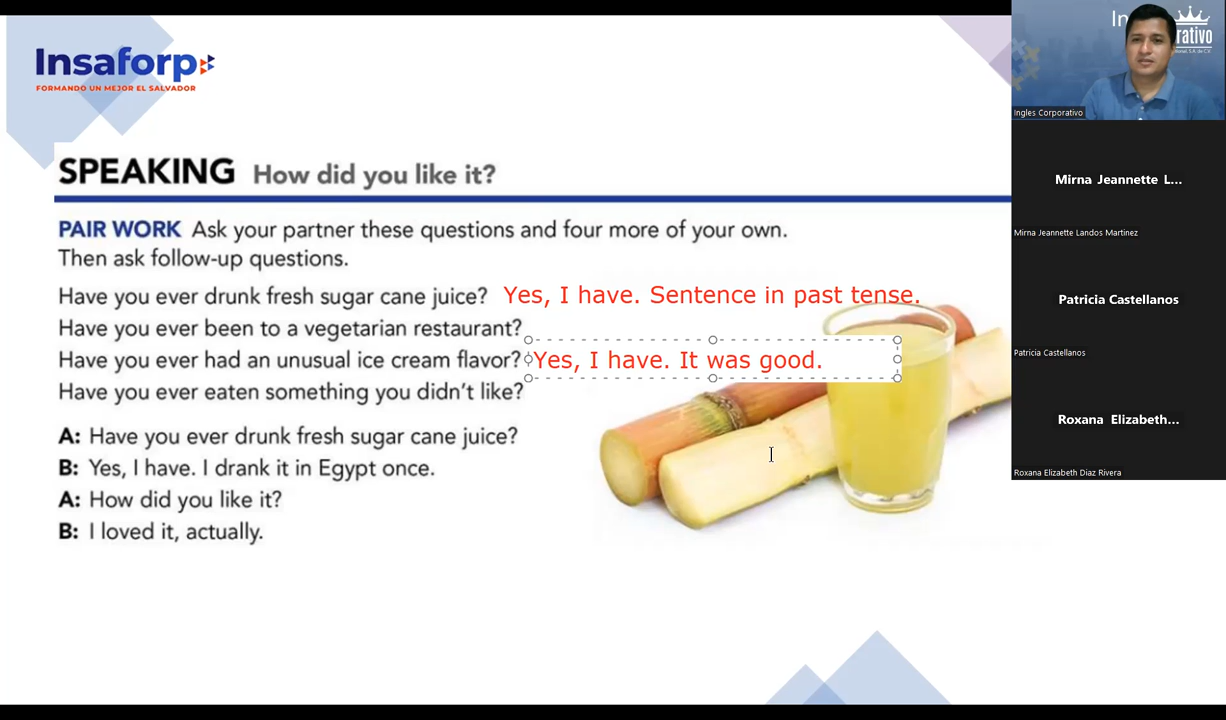 Insaforp
FORMANDO UN MEJOR EL SALVADOR
SPEAKING How did you like it?
PAIR WORK Ask your partner these questions and four more of your own.
Then ask follow-up questions.
Have you ever drunk fresh sugar cane juice? Yes, I have. Sentence in past tense.
Have you ever been to a vegetarian restaurant?
Have you ever had an unusual ice cream flavor? Yes, I have. It was good.
Have you ever eaten something you didn't like?
A: Have you ever drunk fresh sugar cane juice?
B: Yes, I have. I drank it in Egypt once.
A: How did you like it?
B: I loved it, actually.
Ingles Corporativo
Mirna Jeannette L...
Mirna Jeannette Landos Martinez
Patricia Castellanos
Patricia Castellanos
Roxana Elizabeth...
Roxana Elizabeth Diaz Rivera